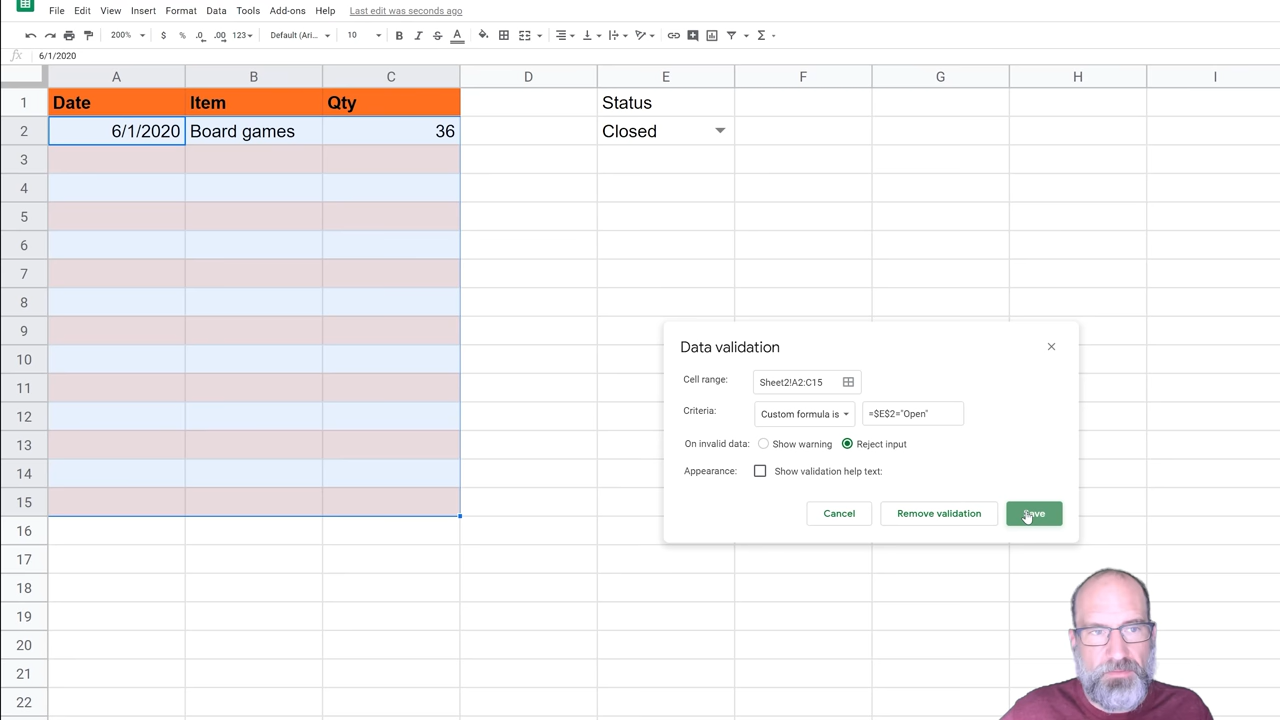 File Edit View Insert Format Data Tools Add-ons Help Last edit was seconds ago
200% $ % .0 .00 123 Default (Ari... 10 B I S A
fx 6/1/2020
A B C D E F G H I
1 Date Item Qty Status
2 6/1/2020 Board games 36 Closed
3
4
5
6
7
8
9
10
11
12
13
14
15
16
17
18
19
20
21
22
Data validation
Cell range: Sheet2!A2:C15
Criteria: Custom formula is =$E$2="Open"
On invalid data: Show warning Reject input
Appearance: Show validation help text:
Cancel Remove validation Save